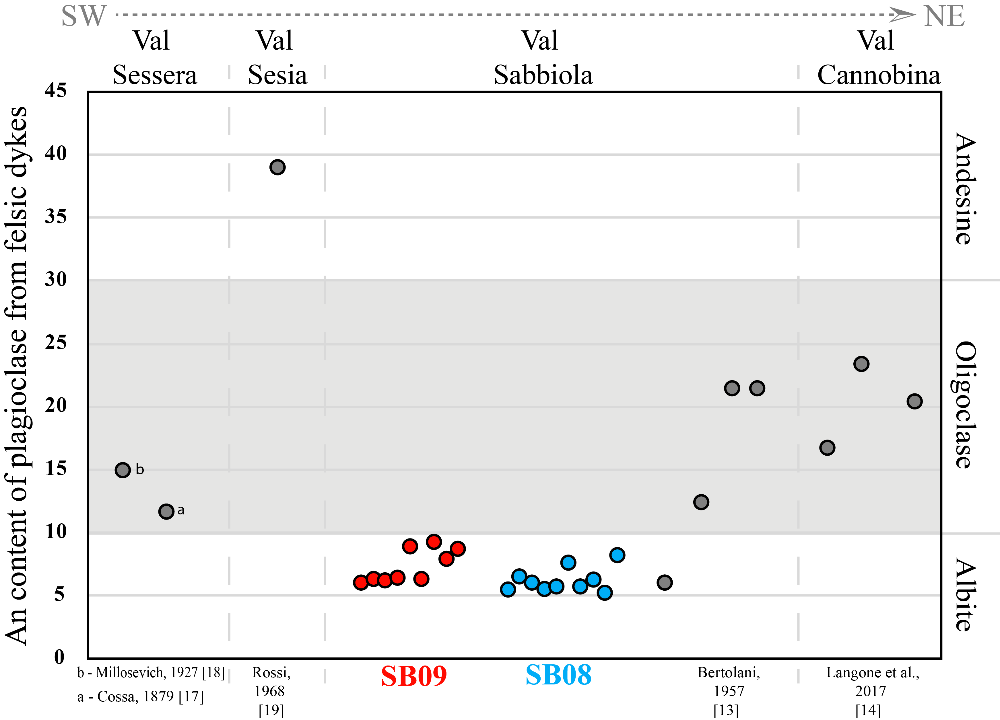 SW NE
Val Sessera
Val Sesia
Val Sabbiola
Val Cannobina
An content of plagioclase from felsic dykes
45
40
35
30
25
20
15
10
5
0
Andesine
Oligoclase
Albite
b
a
b - Millosevich, 1927 [18]
a - Cossa, 1879 [17]
Rossi,
1968
[19]
SB09
SB08
Bertolani,
1957
[13]
Langone et al.,
2017
[14]